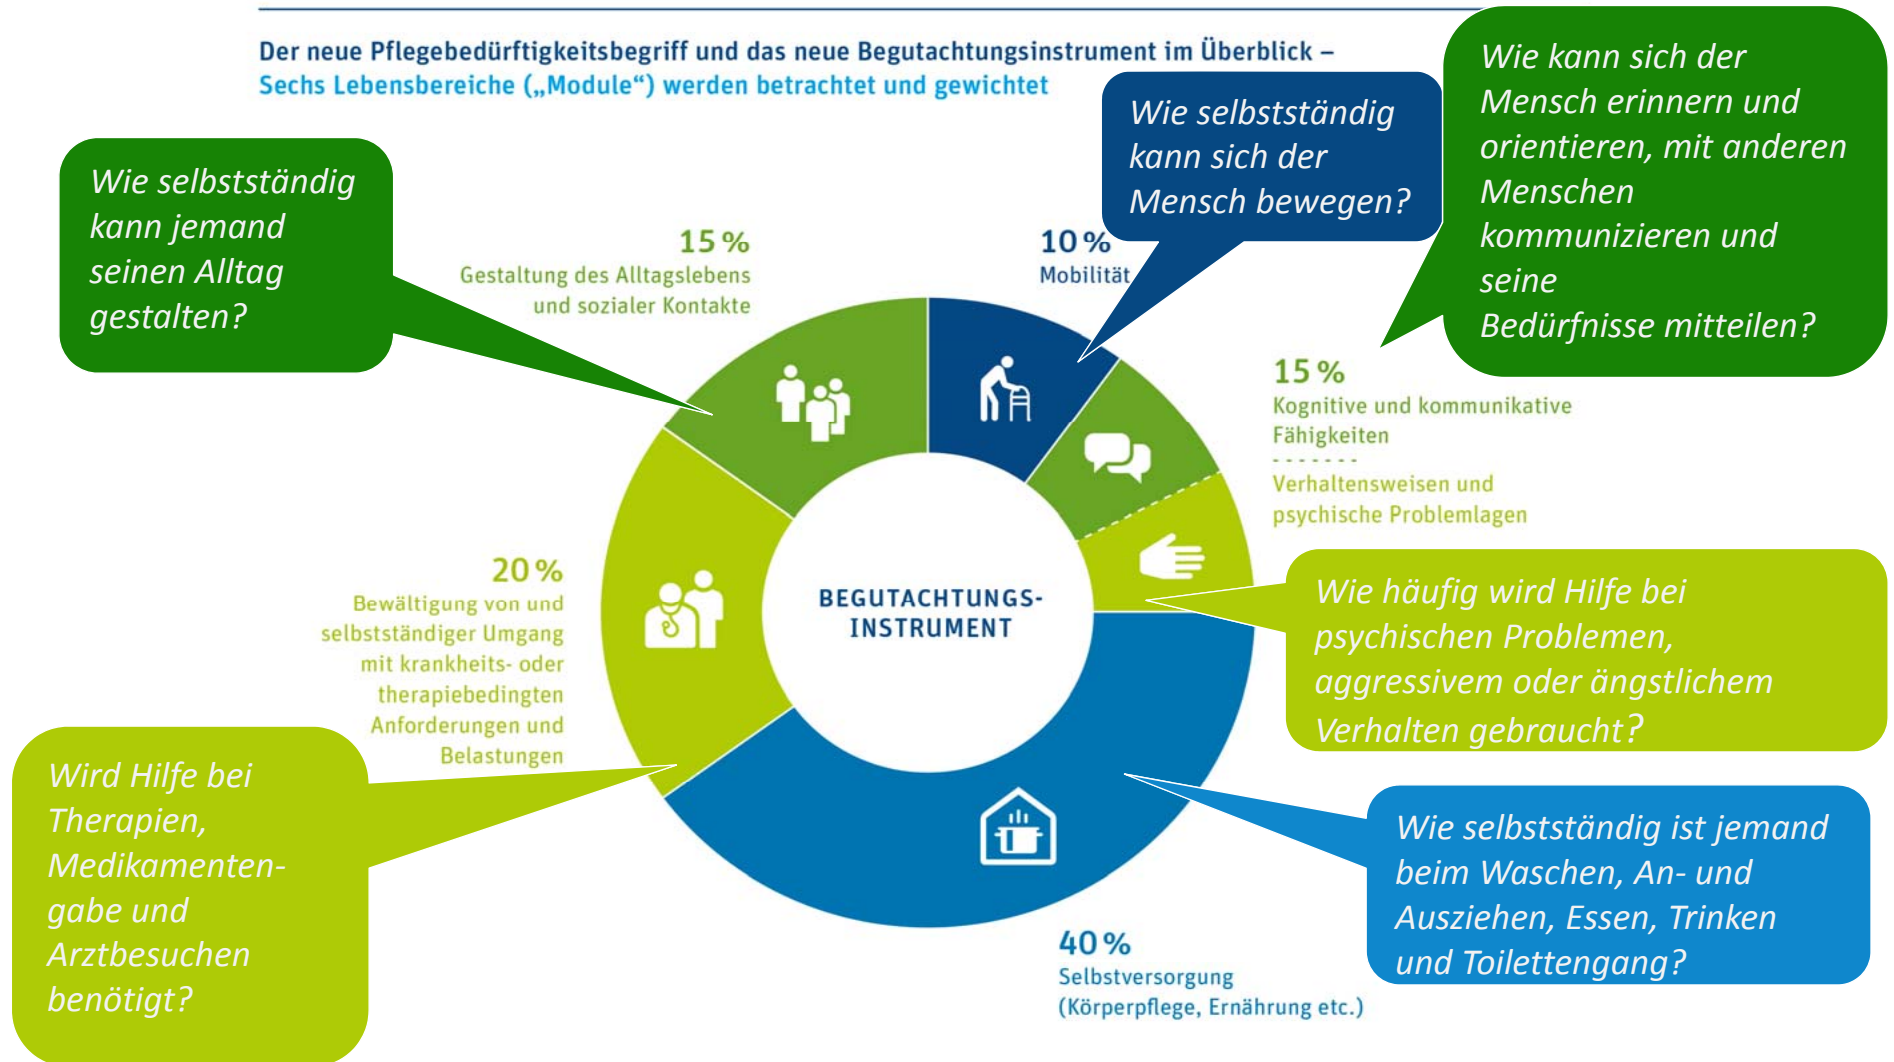 Der neue Pflegebedürftigkeitsbegriff und das neue Begutachtungsinstrument im Überblick –
Sechs Lebensbereiche („Module“) werden betrachtet und gewichtet
Wie selbstständig
kann jemand
seinen Alltag
gestalten?
15 %
Gestaltung des Alltagslebens
und sozialer Kontakte
Wie selbstständig
kann sich der
Mensch bewegen?
10 %
Mobilität
Wie kann sich der
Mensch erinnern und
orientieren, mit anderen
Menschen
kommunizieren und
seine
Bedürfnisse mitteilen?
15 %
Kognitive und kommunikative
Fähigkeiten
Verhaltensweisen und
psychische Problemlagen
Wie häufig wird Hilfe bei
psychischen Problemen,
aggressivem oder ängstlichem
Verhalten gebraucht?
BEGUTACHTUNGS-
INSTRUMENT
20 %
Bewältigung von und
selbstständiger Umgang
mit krankheits- oder
therapiebedingten
Anforderungen und
Belastungen
Wird Hilfe bei
Therapien,
Medikamenten-
gabe und
Arztbesuchen
benötigt?
Wie selbstständig ist jemand
beim Waschen, An- und
Ausziehen, Essen, Trinken
und Toilettengang?
40 %
Selbstversorgung
(Körperpflege, Ernährung etc.)